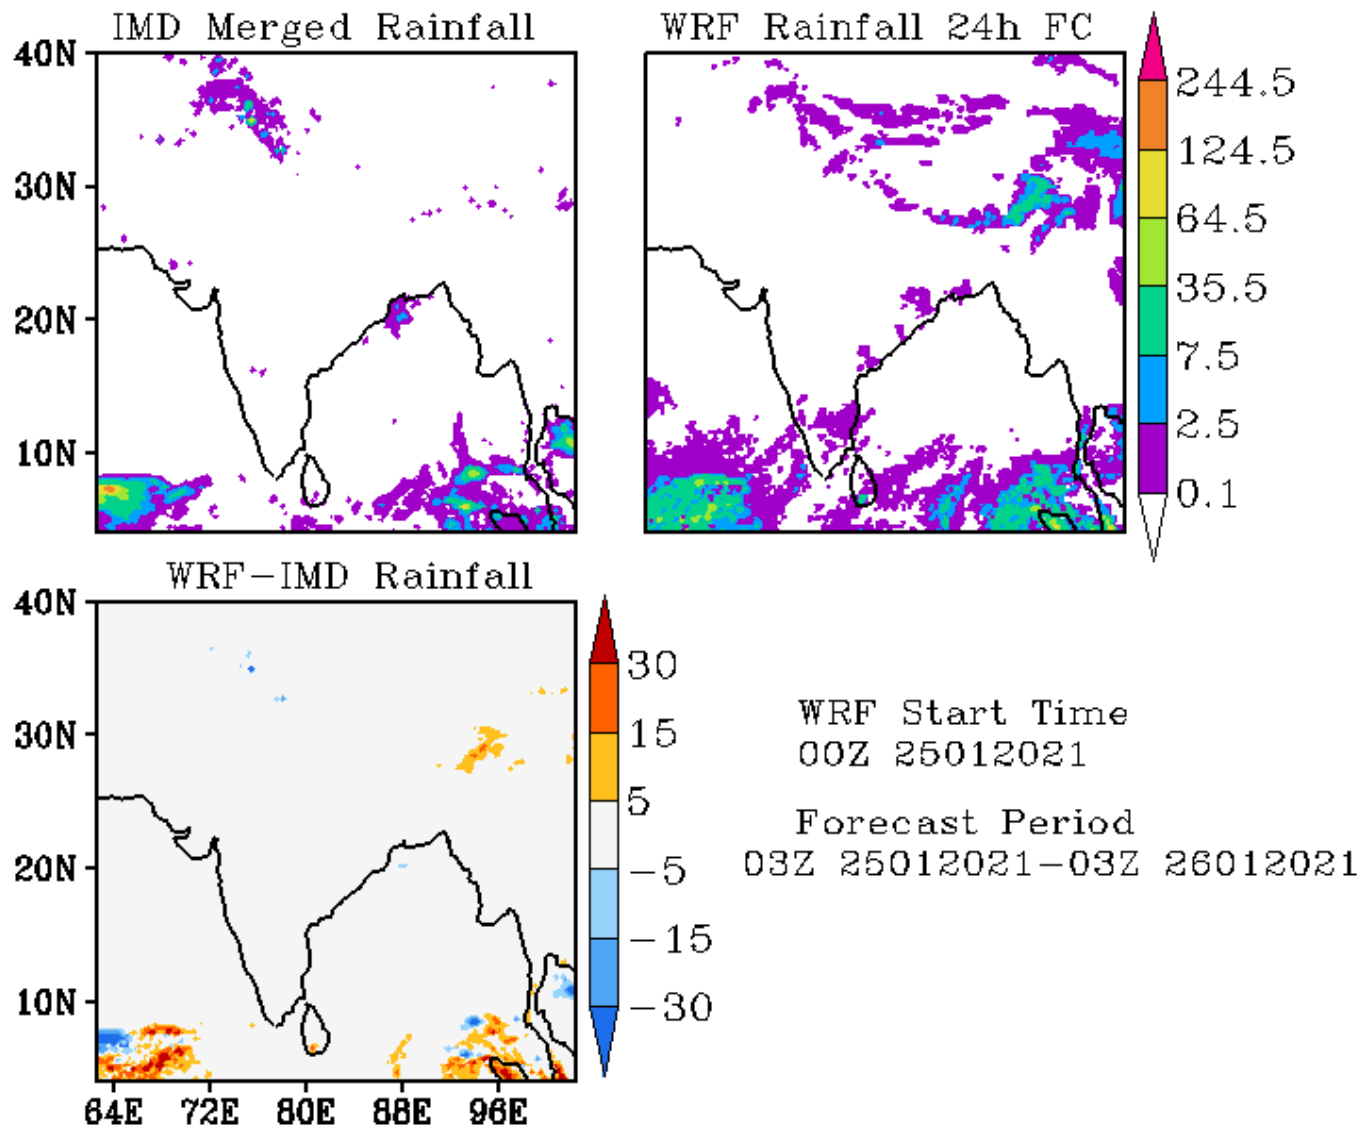 IMD Merged Rainfall
WRF Rainfall 24h FC
40N
30N
20N
10N
244.5
124.5
64.5
35.5
7.5
2.5
0.1
WRF-IMD Rainfall
40N
30N
20N
10N
64E 72E 80E 88E 96E
30
15
5
-5
-15
-30
WRF Start Time
00Z 25012021
Forecast Period
03Z 25012021-03Z 26012021